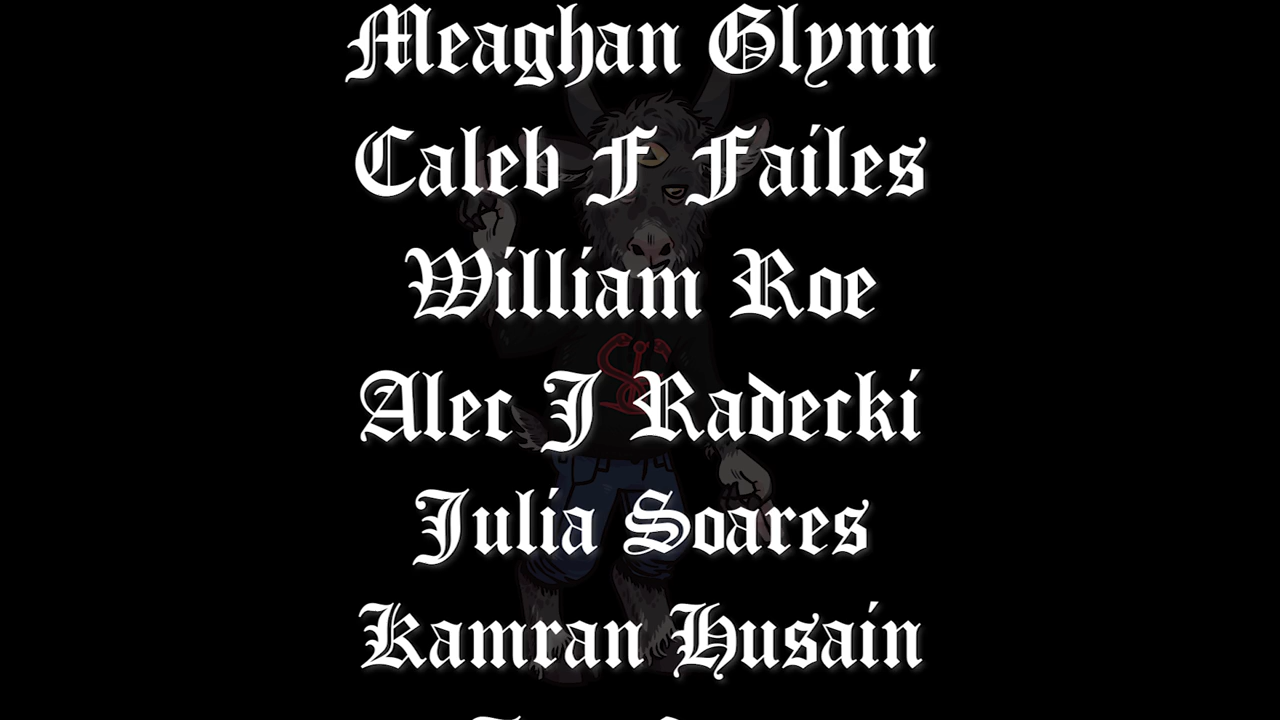 Meaghan Glynn
Caleb F Failes
William Roe
Alec J Radecki
Julia Soares
Kamran Husain